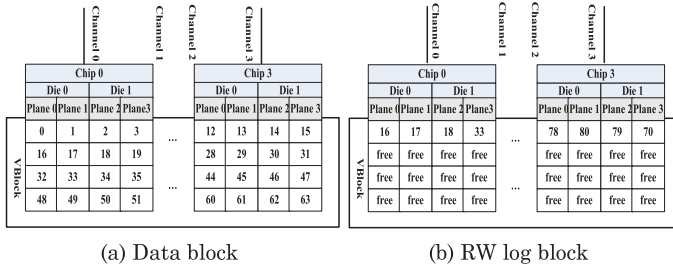 Channel 0
Channel 1
Channel 2
Channel 3
Chip 0
Chip 3
Die 0 Die 1
Die 0 Die 1
Plane 0 Plane 1 Plane 2 Plane3
Plane 0 Plane 1 Plane 2 Plane 3
VBlock
0 1 2 3 ... 12 13 14 15
16 17 18 19 28 29 30 31
32 33 34 35 ... 44 45 46 47
48 49 50 51 60 61 62 63
(a) Data block
Channel 0
Channel 1
Channel 2
Channel 3
Chip 0
Chip 3
Die 0 Die 1
Die 0 Die 1
Plane 0 Plane 1 Plane 2 Plane 3
Plane 0 Plane 1 Plane 2 Plane 3
VBlock
16 17 18 33 ... 78 80 79 70
free free free free free free free free
free free free free ... free free free free
free free free free free free free free
(b) RW log block